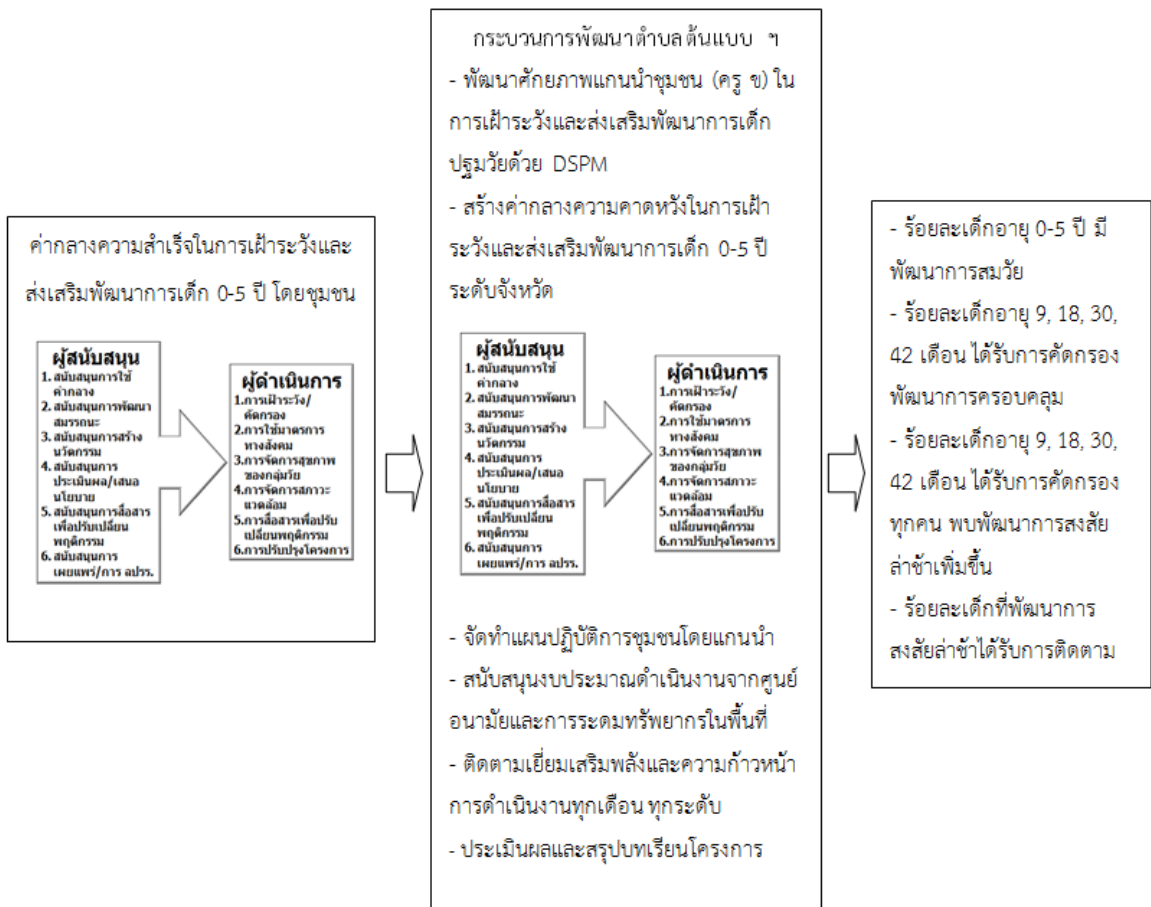 ค่ากลางความสำเร็จในการเฝ้าระวังและ
ส่งเสริมพัฒนาการเด็ก 0-5 ปี โดยชุมชน
ผู้สนับสนุน
1. สนับสนุนการใช้
ค่ากลาง
2. สนับสนุนการพัฒนา
สมรรถนะ
3. สนับสนุนการสร้าง
นวัตกรรม
4. สนับสนุนการ
ประเมินผล/เสนอ
นโยบาย
5. สนับสนุนการสื่อสาร
เพื่อปรับเปลี่ยน
พฤติกรรม
6. สนับสนุนการ
เผยแพร่/การ อปรร.
ผู้ดำเนินการ
1.การเฝ้าระวัง/
คัดกรอง
2.การใช้มาตรการ
ทางสังคม
3.การจัดการสุขภาพ
ของกลุ่มวัย
4.การจัดการสภาวะ
แวดล้อม
5.การสื่อสารเพื่อปรับ
เปลี่ยนพฤติกรรม
6.การปรับปรุงโครงการ
กระบวนการพัฒนาตำบลต้นแบบ ฯ
- พัฒนาศักยภาพแกนนำชุมชน (ครู ข) ใน
การเฝ้าระวังและส่งเสริมพัฒนาการเด็ก
ปฐมวัยด้วย DSPM
- สร้างค่ากลางความคาดหวังในการเฝ้า
ระวังและส่งเสริมพัฒนาการเด็ก 0-5 ปี
ระดับจังหวัด
ผู้สนับสนุน
1. สนับสนุนการใช้
ค่ากลาง
2. สนับสนุนการพัฒนา
สมรรถนะ
3. สนับสนุนการสร้าง
นวัตกรรม
4. สนับสนุนการ
ประเมินผล/เสนอ
นโยบาย
5. สนับสนุนการสื่อสาร
เพื่อปรับเปลี่ยน
พฤติกรรม
6. สนับสนุนการ
เผยแพร่/การ อปรร.
ผู้ดำเนินการ
1.การเฝ้าระวัง/
คัดกรอง
2.การใช้มาตรการ
ทางสังคม
3.การจัดการสุขภาพ
ของกลุ่มวัย
4.การจัดการสภาวะ
แวดล้อม
5.การสื่อสารเพื่อปรับ
เปลี่ยนพฤติกรรม
6.การปรับปรุงโครงการ
- จัดทำแผนปฏิบัติการชุมชนโดยแกนนำ
- สนับสนุนงบประมาณดำเนินงานจากศูนย์
อนามัยและการระดมทรัพยากรในพื้นที่
- ติดตามเยี่ยมเสริมพลังและความก้าวหน้า
การดำเนินงานทุกเดือน ทุกระดับ
- ประเมินผลและสรุปบทเรียนโครงการ
- ร้อยละเด็กอายุ 0-5 ปี มี
พัฒนาการสมวัย
- ร้อยละเด็กอายุ 9, 18, 30,
42 เดือน ได้รับการคัดกรอง
พัฒนาการครอบคลุม
- ร้อยละเด็กอายุ 9, 18, 30,
42 เดือน ได้รับการคัดกรอง
ทุกคน พบพัฒนาการสงสัย
ล่าช้าเพิ่มขึ้น
- ร้อยละเด็กที่พัฒนาการ
สงสัยล่าช้าได้รับการติดตาม